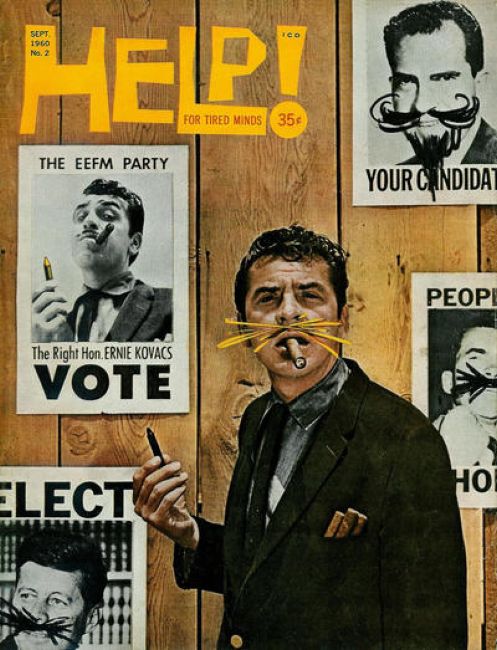 SEPT.
1960
No. 2
HELP!
ICD
FOR TIRED MINDS
35¢
THE EEFM PARTY
The Right Hon. ERNIE KOVACS
VOTE
YOUR CANDIDAT
PEOP
HO
ELECT